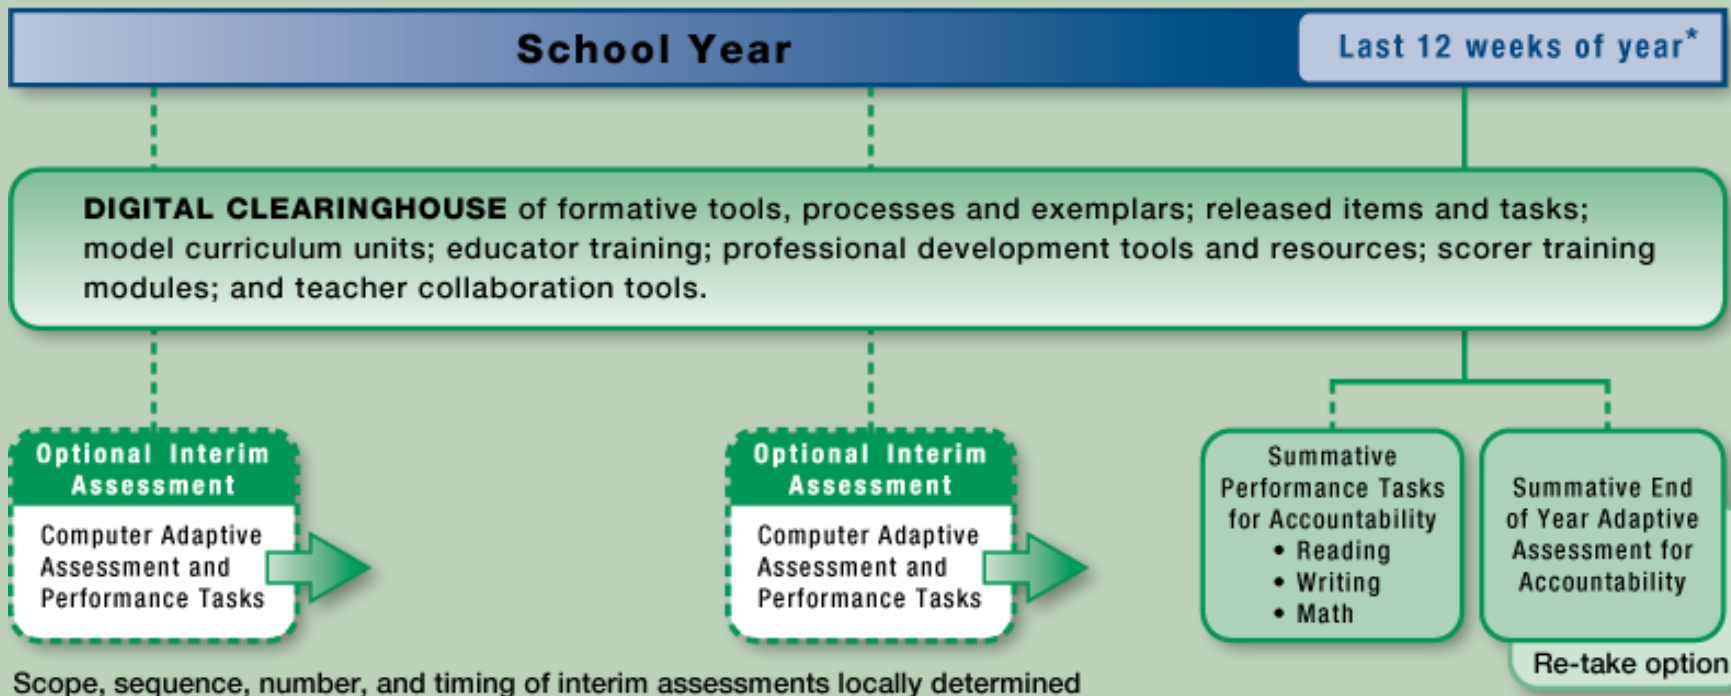 School Year
Last 12 weeks of year*
DIGITAL CLEARINGHOUSE of formative tools, processes and exemplars; released items and tasks;
model curriculum units; educator training; professional development tools and resources; scorer training
modules; and teacher collaboration tools.
Optional Interim
Assessment
Computer Adaptive
Assessment and
Performance Tasks
Optional Interim
Assessment
Computer Adaptive
Assessment and
Performance Tasks
Summative
Performance Tasks
for Accountability
• Reading
• Writing
• Math
Summative End
of Year Adaptive
Assessment for
Accountability
Re-take option
Scope, sequence, number, and timing of interim assessments locally determined